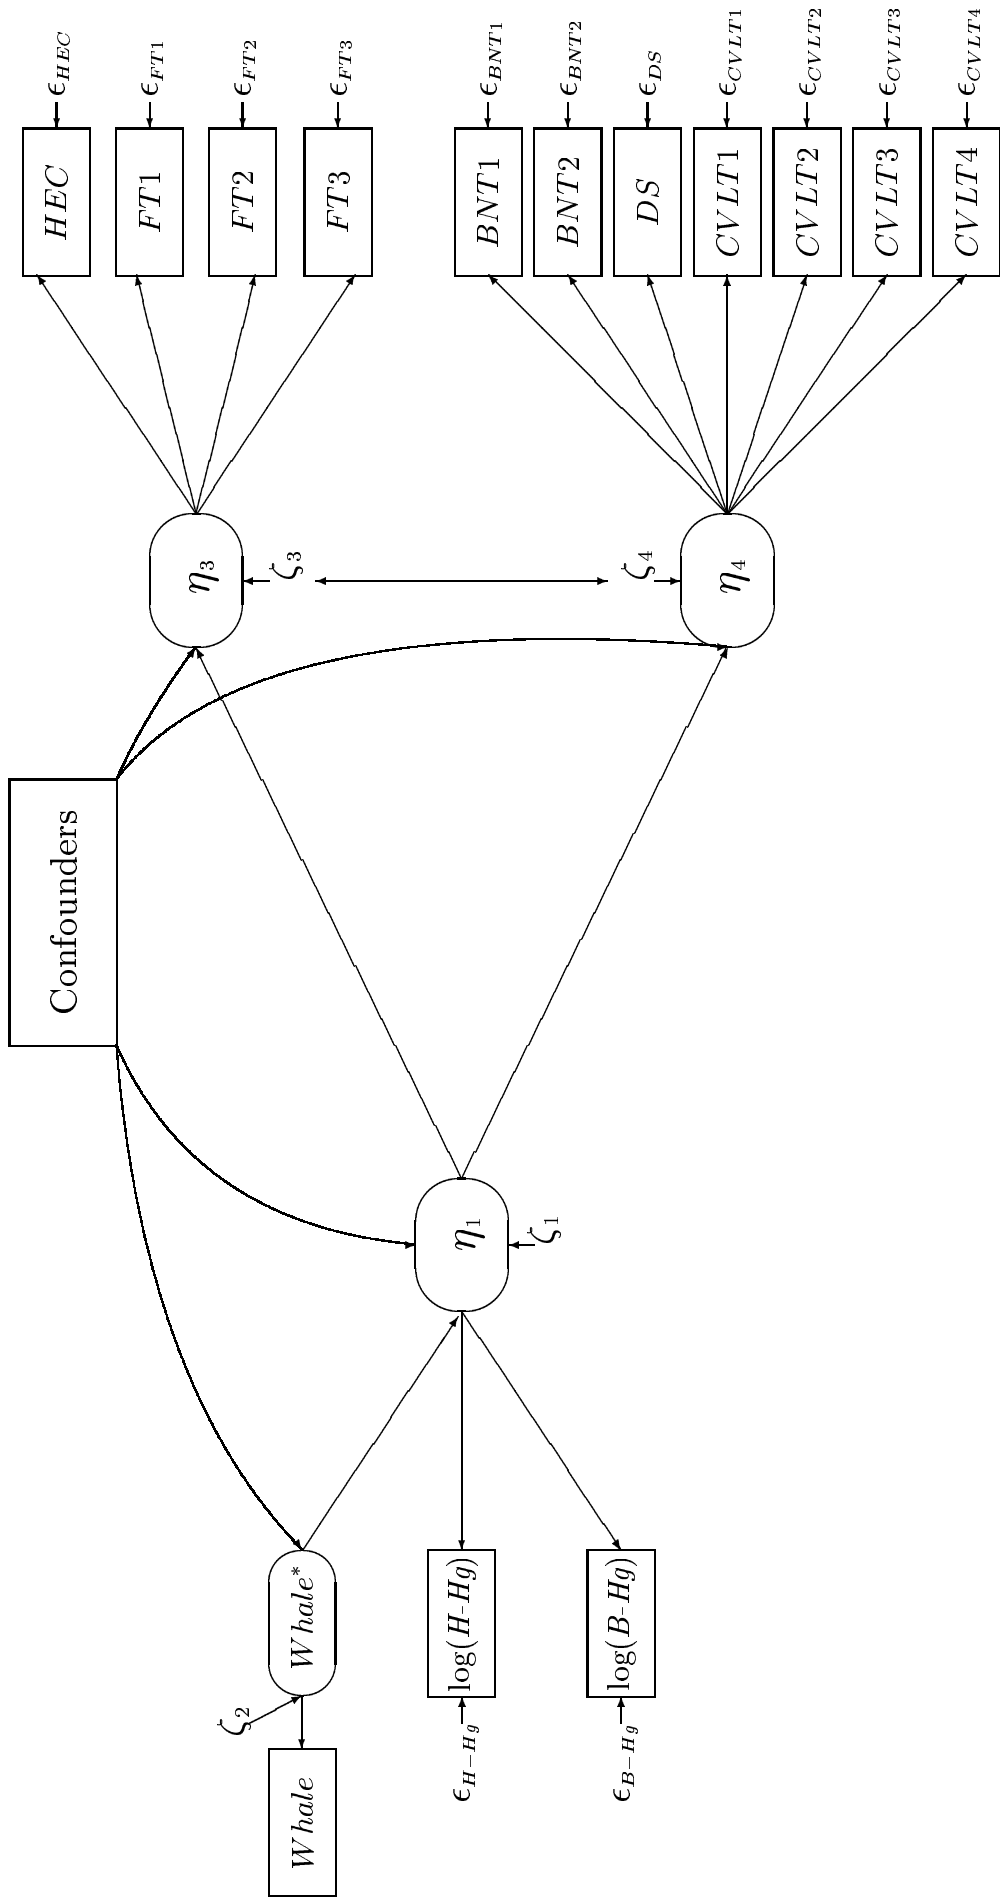 Confounders
Whale
ζ2
Whale*
ϵH−Hg
log(H-Hg)
ϵB−Hg
log(B-Hg)
η1
ζ1
η3
ζ3
ζ4
η4
HEC
ϵHEC
FT1
ϵFT1
FT2
ϵFT2
FT3
ϵFT3
BNT1
ϵBNT1
BNT2
ϵBNT2
DS
ϵDS
CVLT1
ϵCVLT1
CVLT2
ϵCVLT2
CVLT3
ϵCVLT3
CVLT4
ϵCVLT4